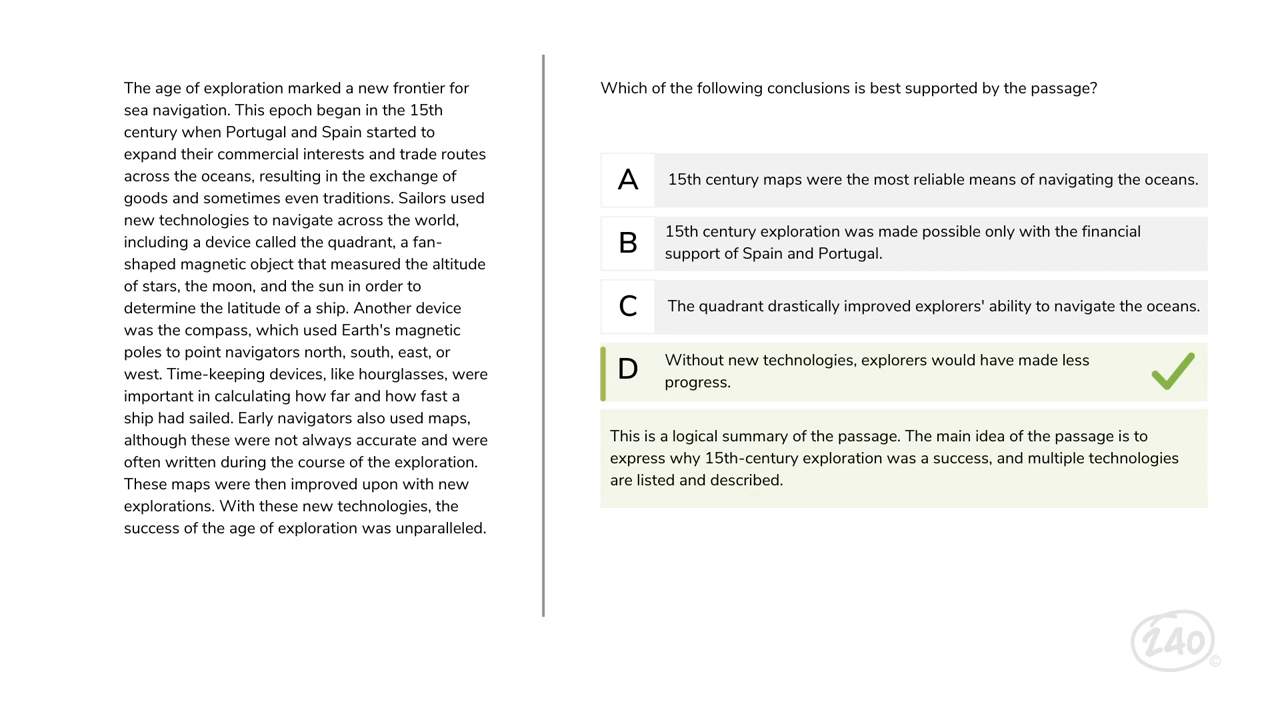 The age of exploration marked a new frontier for
sea navigation. This epoch began in the 15th
century when Portugal and Spain started to
expand their commercial interests and trade routes
across the oceans, resulting in the exchange of
goods and sometimes even traditions. Sailors used
new technologies to navigate across the world,
including a device called the quadrant, a fan-
shaped magnetic object that measured the altitude
of stars, the moon, and the sun in order to
determine the latitude of a ship. Another device
was the compass, which used Earth's magnetic
poles to point navigators north, south, east, or
west. Time-keeping devices, like hourglasses, were
important in calculating how far and how fast a
ship had sailed. Early navigators also used maps,
although these were not always accurate and were
often written during the course of the exploration.
These maps were then improved upon with new
explorations. With these new technologies, the
success of the age of exploration was unparalleled.
Which of the following conclusions is best supported by the passage?
A 15th century maps were the most reliable means of navigating the oceans.
B 15th century exploration was made possible only with the financial
support of Spain and Portugal.
C The quadrant drastically improved explorers' ability to navigate the oceans.
D Without new technologies, explorers would have made less
progress.
This is a logical summary of the passage. The main idea of the passage is to
express why 15th-century exploration was a success, and multiple technologies
are listed and described.
240 ©